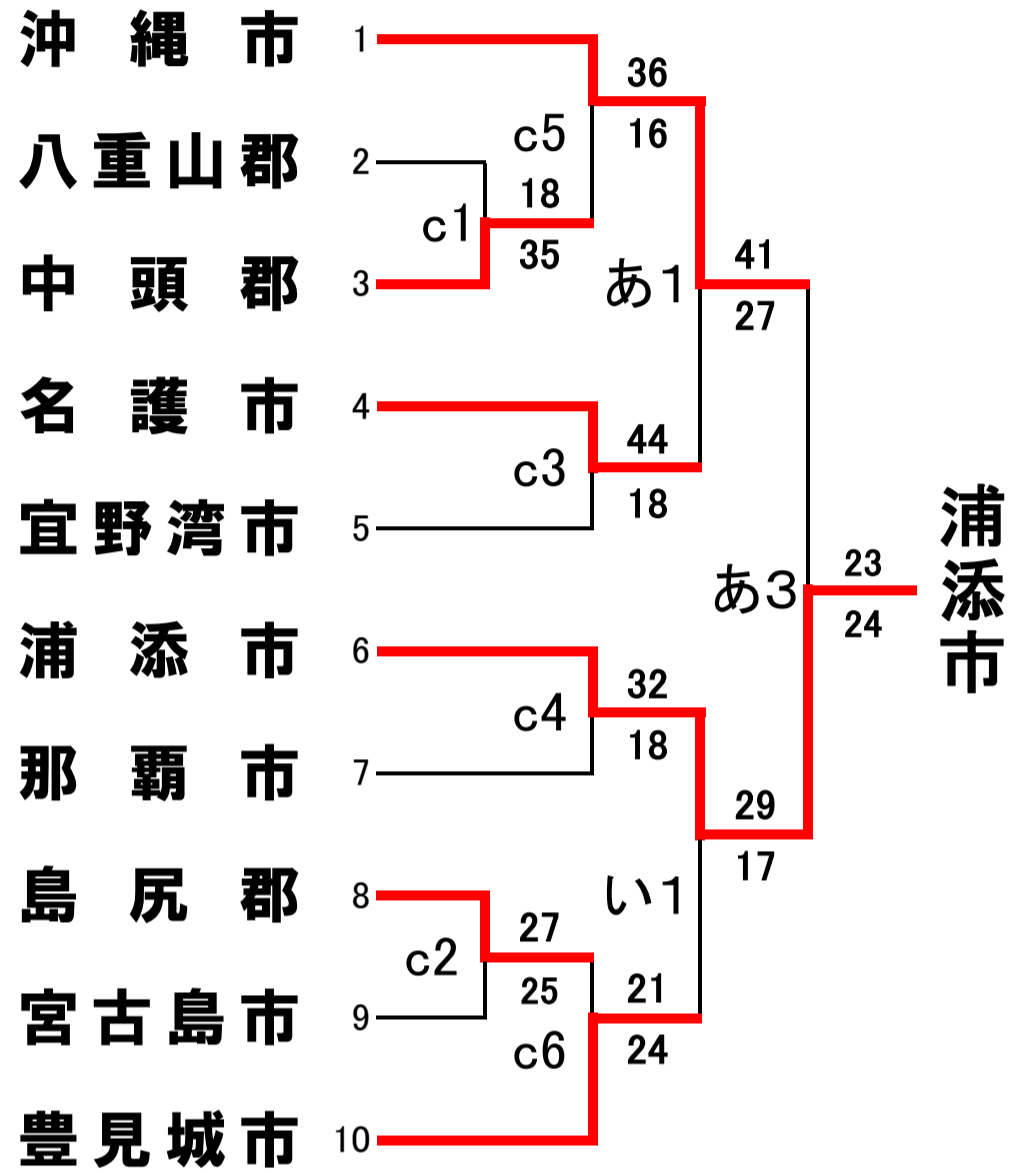 沖縄市 1
36
c5 16
八重山郡 2
18
c1
35
中頭郡 3
あ1
41
27
名護市 4
44
c3
18
宜野湾市 5
あ3
23
24
浦添市
浦添市 6
32
c4
18
那覇市 7
29
17
島尻郡 8
い1
27
c2
25
21
宮古島市 9
c6
24
豊見城市 10